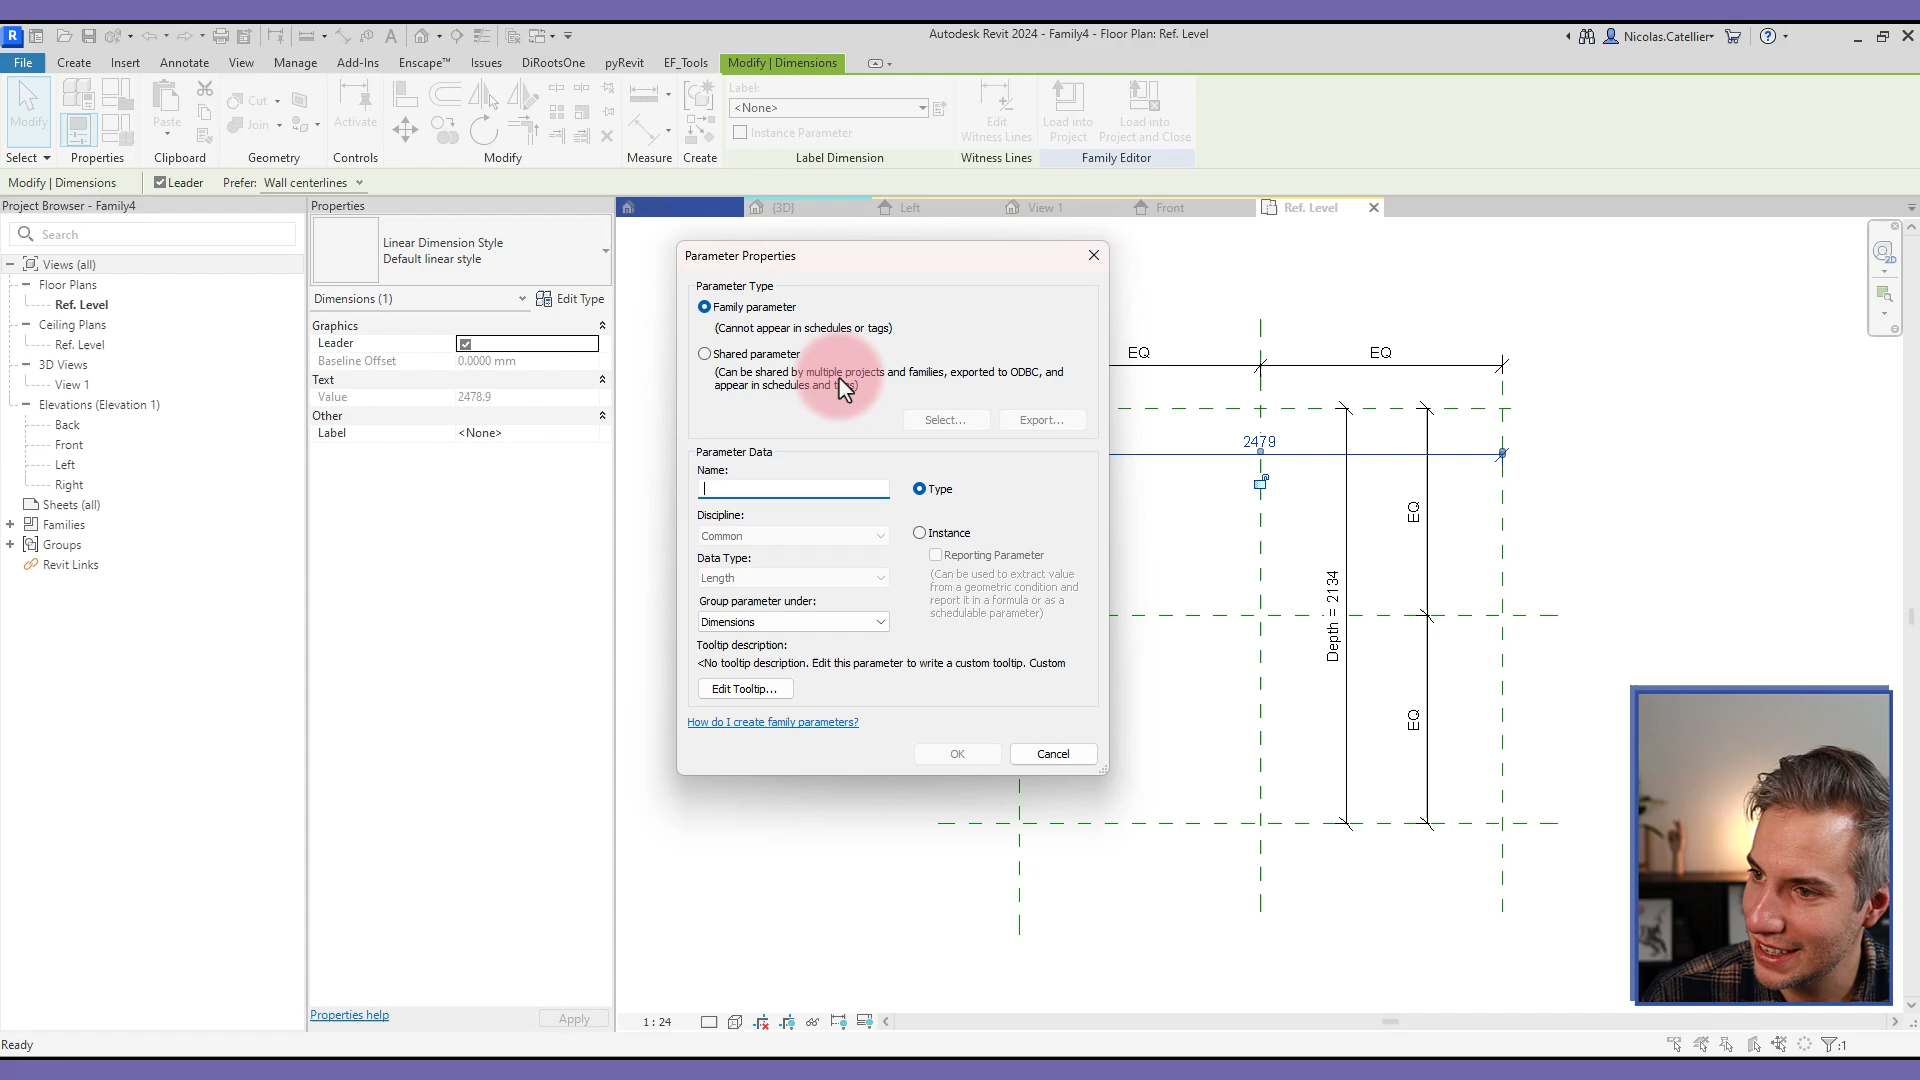 R
Autodesk Revit 2024 - Family4 - Floor Plan: Ref. Level
Nicolas.Catellier
File Create Insert Annotate View Manage Add-Ins Enscape™ Issues DiRootsOne pyRevit EF_Tools Modify | Dimensions
Modify
Paste
Cut
Join
Activate
Label:
<None>
Instance Parameter
Edit
Witness Lines
Load into
Project
Load into
Project and Close
Select Properties Clipboard Geometry Controls Modify Measure Create Label Dimension Witness Lines Family Editor
Modify | Dimensions Leader Prefer: Wall centerlines
Project Browser - Family4
Search
Views (all)
Floor Plans
Ref. Level
Ceiling Plans
Ref. Level
3D Views
View 1
Elevations (Elevation 1)
Back
Front
Left
Right
Sheets (all)
Families
Groups
Revit Links
Properties
Linear Dimension Style
Default linear style
Dimensions (1) Edit Type
Graphics
Leader
Baseline Offset 0.0000 mm
Text
Value 2478.9
Other
Label <None>
Properties help Apply
{3D} Left View 1 Front Ref. Level
Parameter Properties
Parameter Type
Family parameter
(Cannot appear in schedules or tags)
Shared parameter
(Can be shared by multiple projects and families, exported to ODBC, and
appear in schedules and tags)
Select... Export...
Parameter Data
Name:
Type
Discipline:
Common
Instance
Reporting Parameter
(Can be used to extract value
from a geometric condition and
report it in a formula or as a
schedulable parameter)
Data Type:
Length
Group parameter under:
Dimensions
Tooltip description:
<No tooltip description. Edit this parameter to write a custom tooltip. Custom
Edit Tooltip...
How do I create family parameters?
OK Cancel
EQ EQ
2479
EQ
Depth = 2134
EQ
2D
1 : 24
Ready
:1